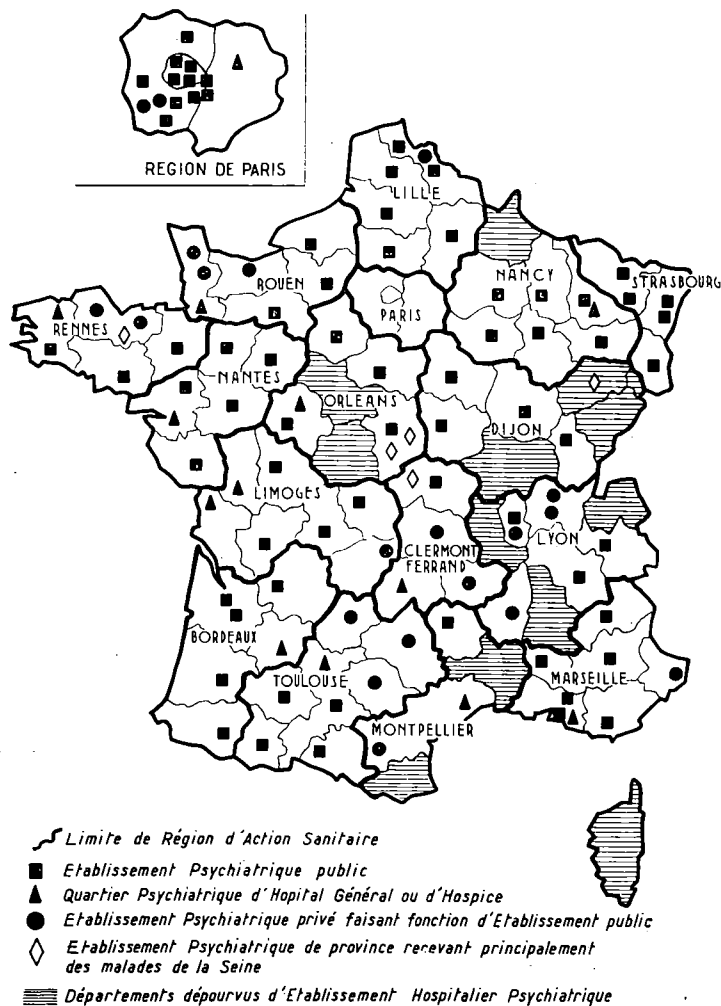 REGION DE PARIS
LILLE
ROUEN
NANCY
STRASBOURG
PARIS
RENNES
NANTES
ORLEANS
DIJON
LIMOGES
CLERMONT
FERRAND
LYON
BORDEAUX
TOULOUSE
MARSEILLE
MONTPELLIER
Limite de Région d'Action Sanitaire
Etablissement Psychiatrique public
Quartier Psychiatrique d'Hopital Général ou d'Hospice
Etablissement Psychiatrique privé faisant fonction d'Etablissement public
Etablissement Psychiatrique de province recevant principalement
des malades de la Seine
Départements dépourvus d'Etablissement Hospitalier Psychiatrique